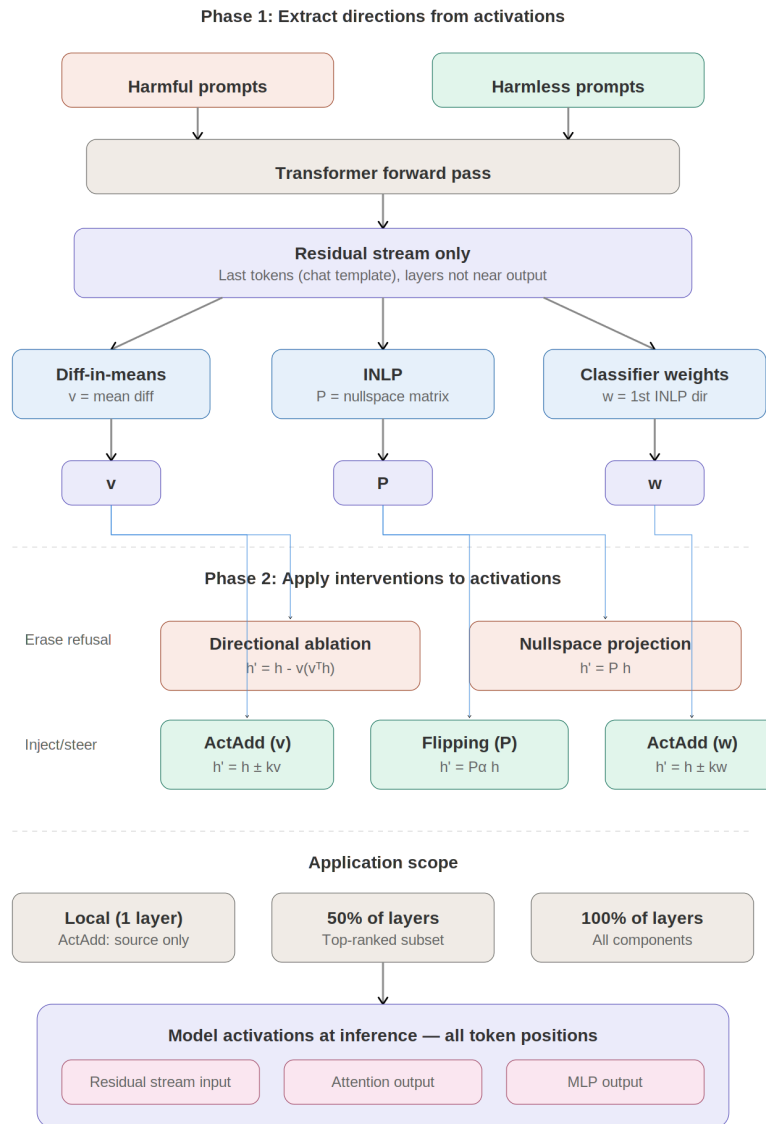 Phase 1: Extract directions from activations
Harmful prompts
Harmless prompts
Transformer forward pass
Residual stream only
Last tokens (chat template), layers not near output
Diff-in-means
v = mean diff
INLP
P = nullspace matrix
Classifier weights
w = 1st INLP dir
v
P
w
Phase 2: Apply interventions to activations
Erase refusal
Directional ablation
h' = h - v(vᵀh)
Nullspace projection
h' = P h
Inject/steer
ActAdd (v)
h' = h ± kv
Flipping (P)
h' = Pα h
ActAdd (w)
h' = h ± kw
Application scope
Local (1 layer)
ActAdd: source only
50% of layers
Top-ranked subset
100% of layers
All components
Model activations at inference — all token positions
Residual stream input
Attention output
MLP output